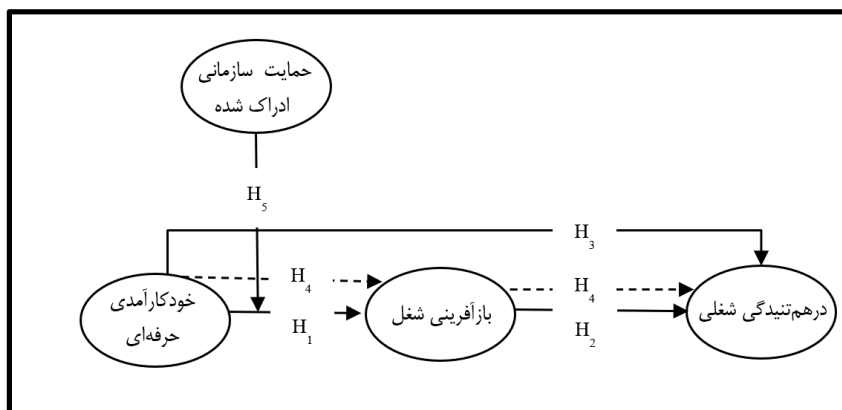 حمایت سازمانی
ادراک شده
H5
H3
H4
H4
خودکارآمدی
حرفه‌ای
بازآفرینی شغل
درهم‌تنیدگی شغلی
H1
H2